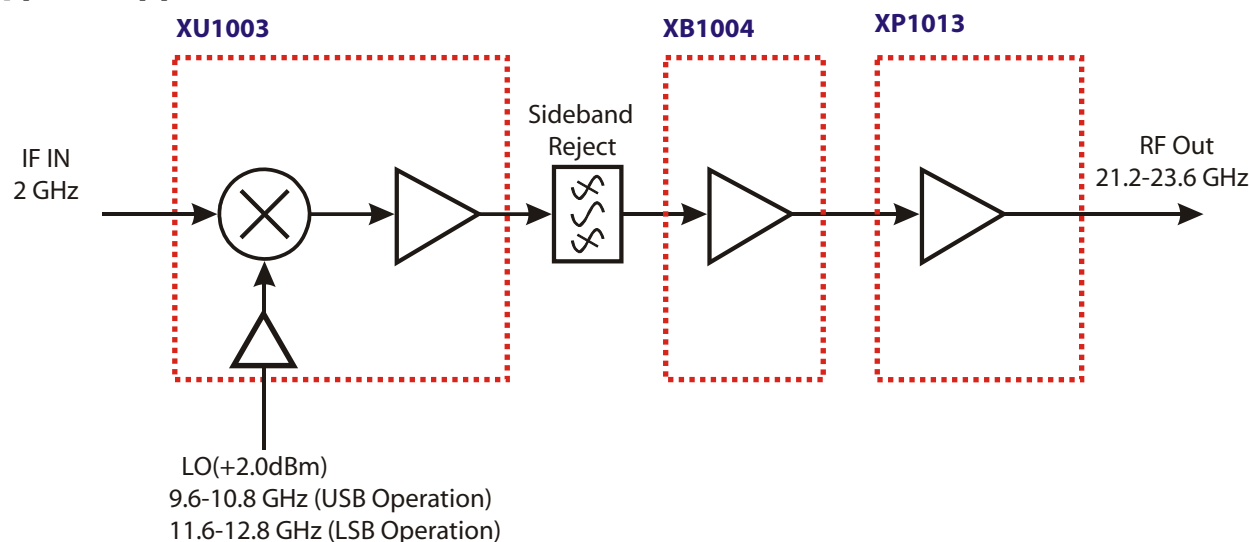 XU1003
XB1004
XP1013
Sideband
Reject
IF IN
2 GHz
RF Out
21.2-23.6 GHz
LO(+2.0dBm)
9.6-10.8 GHz (USB Operation)
11.6-12.8 GHz (LSB Operation)